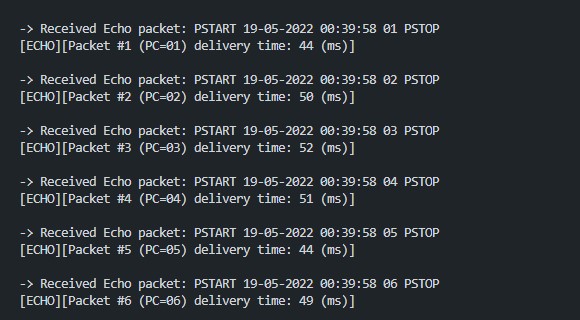 -> Received Echo packet: PSTART 19-05-2022 00:39:58 01 PSTOP
[ECHO][Packet #1 (PC=01) delivery time: 44 (ms)]
-> Received Echo packet: PSTART 19-05-2022 00:39:58 02 PSTOP
[ECHO][Packet #2 (PC=02) delivery time: 50 (ms)]
-> Received Echo packet: PSTART 19-05-2022 00:39:58 03 PSTOP
[ECHO][Packet #3 (PC=03) delivery time: 52 (ms)]
-> Received Echo packet: PSTART 19-05-2022 00:39:58 04 PSTOP
[ECHO][Packet #4 (PC=04) delivery time: 51 (ms)]
-> Received Echo packet: PSTART 19-05-2022 00:39:58 05 PSTOP
[ECHO][Packet #5 (PC=05) delivery time: 44 (ms)]
-> Received Echo packet: PSTART 19-05-2022 00:39:58 06 PSTOP
[ECHO][Packet #6 (PC=06) delivery time: 49 (ms)]